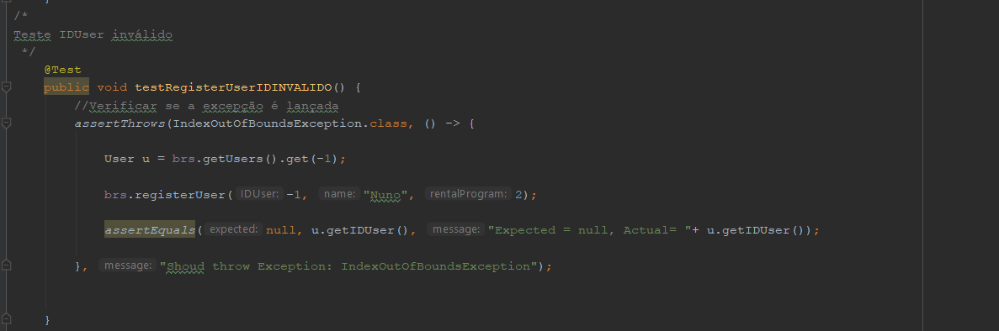 }
/*
Teste IDUser inválido
*/
@Test
public void testRegisterUserIDINVALIDO() {
//Verificar se a excepção é lançada
assertThrows(IndexOutOfBoundsException.class, () -> {
User u = brs.getUsers().get(-1);
brs.registerUser( IDUser: -1, name: "Nuno", rentalProgram: 2);
assertEquals( expected: null, u.getIDUser(), message: "Expected = null, Actual= "+ u.getIDUser());
}, message: "Shoud throw Exception: IndexOutOfBoundsException");
}